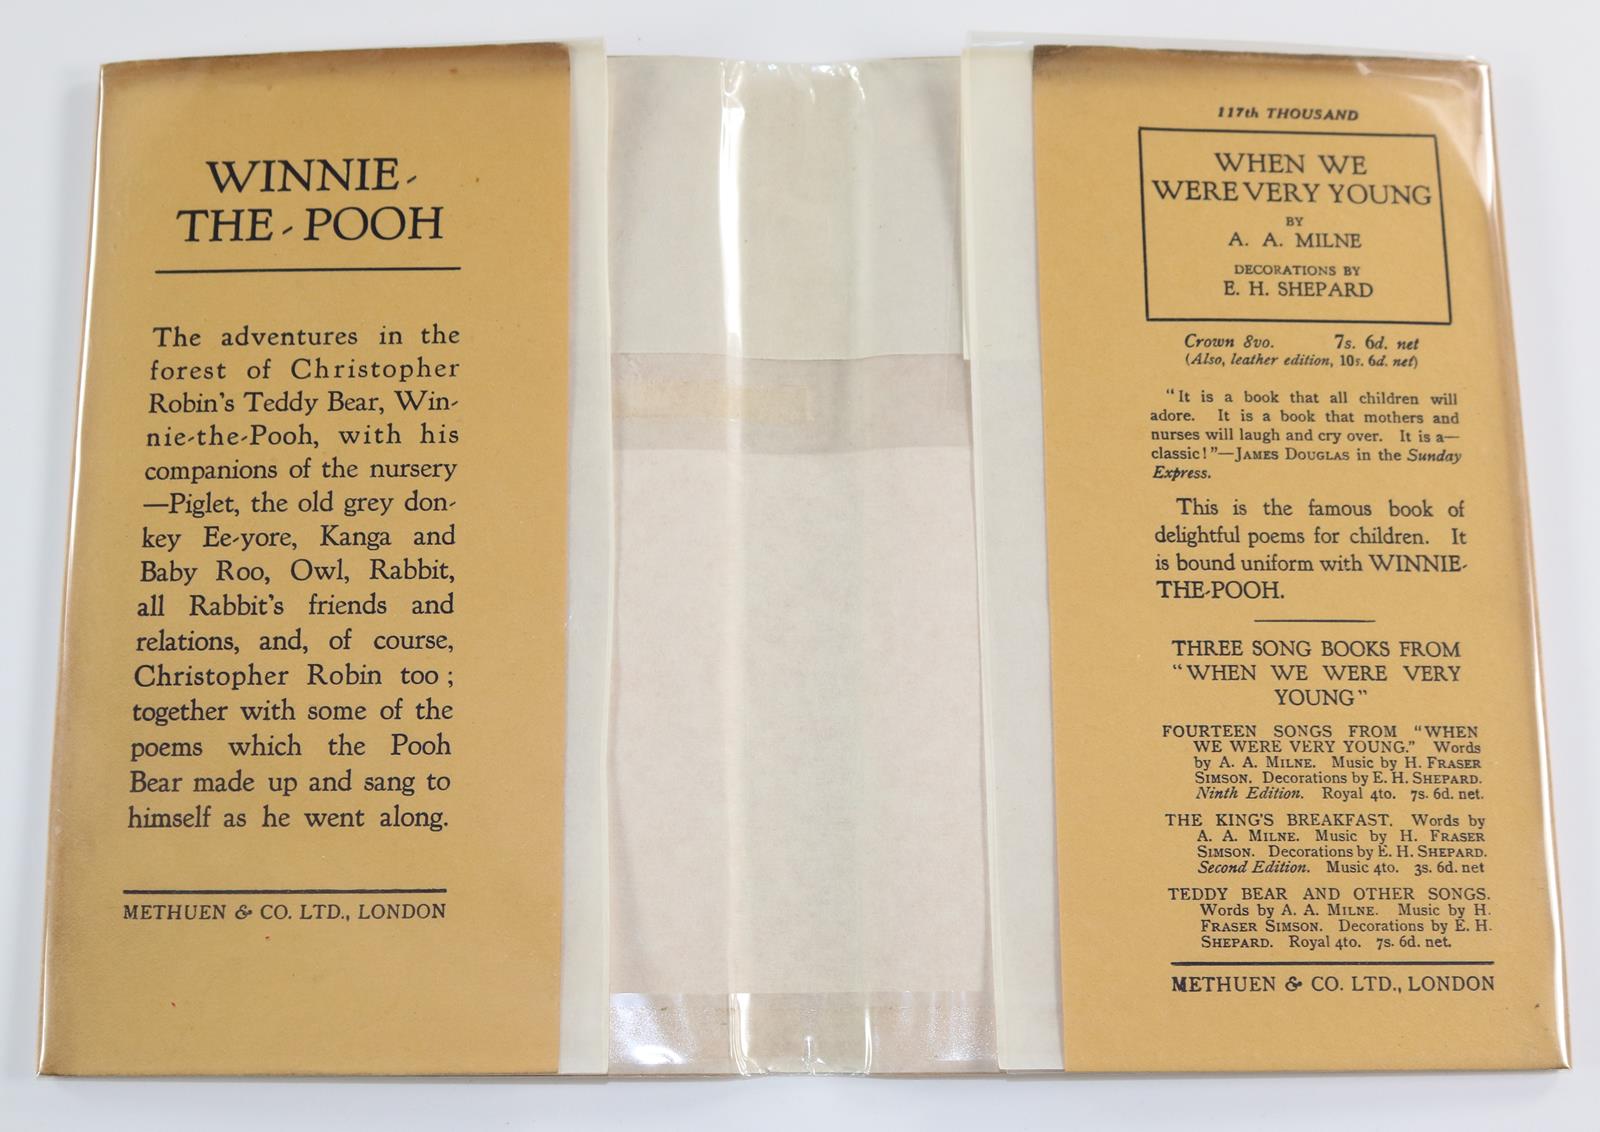 WINNIE-
THE-POOH
The adventures in the
forest of Christopher
Robin's Teddy Bear, Win-
nie-the-Pooh, with his
companions of the nursery
—Piglet, the old grey don-
key Ee-yore, Kanga and
Baby Roo, Owl, Rabbit,
all Rabbit's friends and
relations, and, of course,
Christopher Robin too ;
together with some of the
poems which the Pooh
Bear made up and sang to
himself as he went along.
METHUEN & CO. LTD., LONDON
117th THOUSAND
WHEN WE
WERE VERY YOUNG
BY
A. A. MILNE
DECORATIONS BY
E. H. SHEPARD
Crown 8vo. 7s. 6d. net
(Also, leather edition, 10s. 6d. net)
"It is a book that all children will
adore. It is a book that mothers and
nurses will laugh and cry over. It is a—
classic!"—JAMES DOUGLAS in the Sunday
Express.
This is the famous book of
delightful poems for children. It
is bound uniform with WINNIE-
THE-POOH.
THREE SONG BOOKS FROM
"WHEN WE WERE VERY
YOUNG"
FOURTEEN SONGS FROM "WHEN
WE WERE VERY YOUNG." Words
by A. A. MILNE. Music by H. FRASER
SIMSON. Decorations by E. H. SHEPARD.
Ninth Edition. Royal 4to. 7s. 6d. net.
THE KING'S BREAKFAST. Words by
A. A. MILNE. Music by H. FRASER
SIMSON. Decorations by E. H. SHEPARD.
Second Edition. Music 4to. 3s. 6d. net
TEDDY BEAR AND OTHER SONGS.
Words by A. A. MILNE. Music by H.
FRASER SIMSON. Decorations by E. H.
SHEPARD. Royal 4to. 7s. 6d. net.
METHUEN & CO. LTD., LONDON